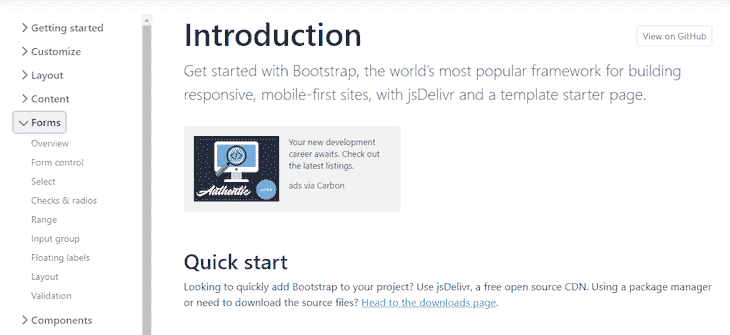 Getting started
Customize
Layout
Content
Forms
Overview
Form control
Select
Checks & radios
Range
Input group
Floating labels
Layout
Validation
Components
Introduction
View on GitHub
Get started with Bootstrap, the world's most popular framework for building
responsive, mobile-first sites, with jsDelivr and a template starter page.
Authentic
Your new development
career awaits. Check out
the latest listings.
ads via Carbon
Quick start
Looking to quickly add Bootstrap to your project? Use jsDelivr, a free open source CDN. Using a package manager
or need to download the source files? Head to the downloads page.